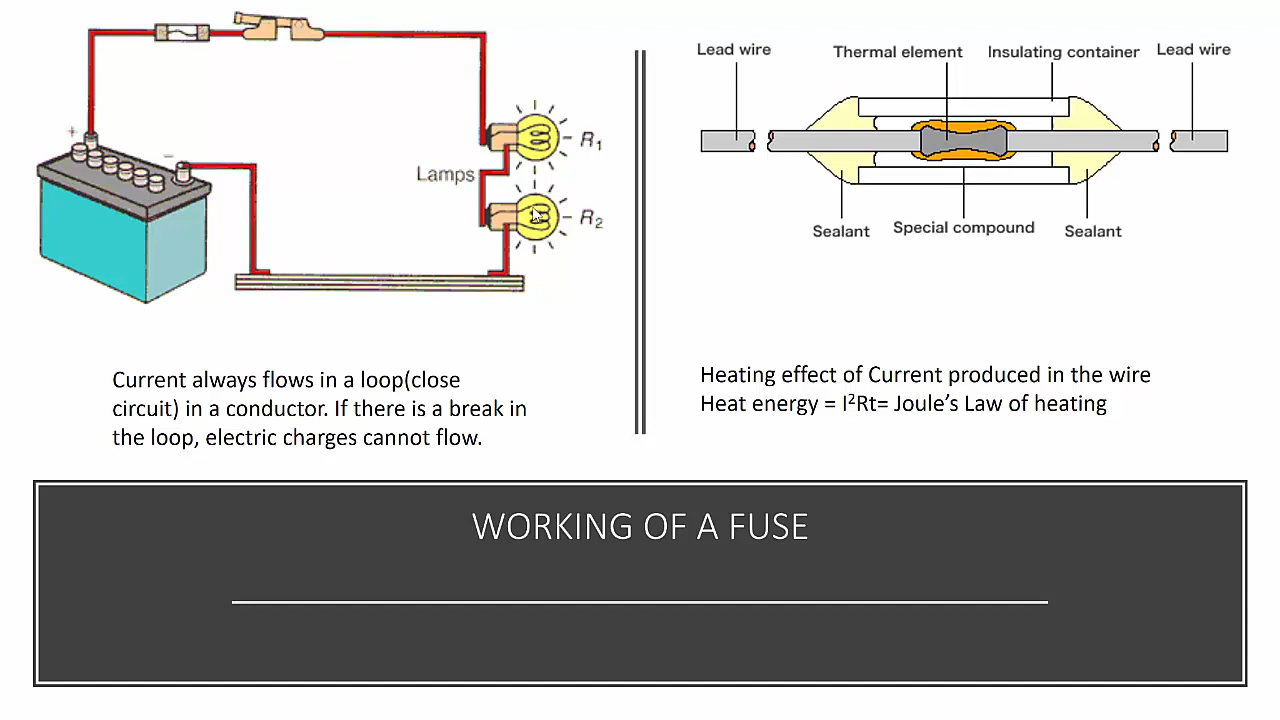 +
−
Lamps
R1
R2
Lead wire
Thermal element
Insulating container
Lead wire
Sealant
Special compound
Sealant
Current always flows in a loop(close
circuit) in a conductor. If there is a break in
the loop, electric charges cannot flow.
Heating effect of Current produced in the wire
Heat energy = I²Rt= Joule’s Law of heating
WORKING OF A FUSE